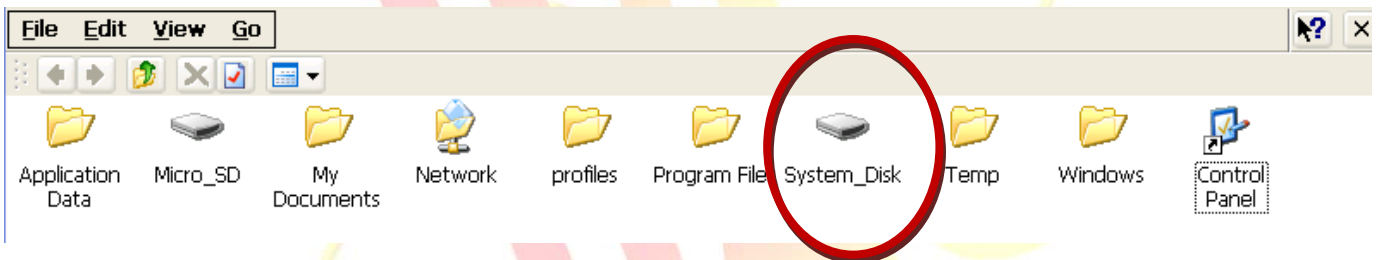 File Edit View Go
?
Application Data
Micro_SD
My Documents
Network
profiles
Program File
System_Disk
Temp
Windows
Control Panel